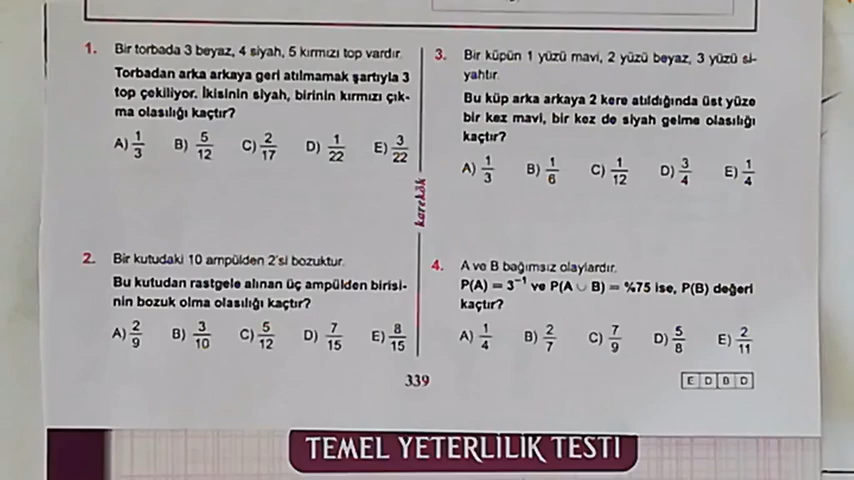 1. Bir torbada 3 beyaz, 4 siyah, 5 kırmızı top vardır.
Torbadan arka arkaya geri atılmamak şartıyla 3
top çekiliyor. İkisinin siyah, birinin kırmızı çık-
ma olasılığı kaçtır?
A) 1/3 B) 5/12 C) 2/17 D) 1/22 E) 3/22
2. Bir kutudaki 10 ampülden 2'si bozuktur.
Bu kutudan rastgele alınan üç ampülden birisi-
nin bozuk olma olasılığı kaçtır?
A) 2/9 B) 3/10 C) 5/12 D) 7/15 E) 8/15
karekök
3. Bir küpün 1 yüzü mavi, 2 yüzü beyaz, 3 yüzü si-
yahtır.
Bu küp arka arkaya 2 kere atıldığında üst yüze
bir kez mavi, bir kez de siyah gelme olasılığı
kaçtır?
A) 1/3 B) 1/6 C) 1/12 D) 3/4 E) 1/4
4. A ve B bağımsız olaylardır.
P(A) = 3⁻¹ ve P(A ∪ B) = %75 ise, P(B) değeri
kaçtır?
A) 1/4 B) 2/7 C) 7/9 D) 5/8 E) 2/11
339
E D B D
TEMEL YETERLİLİK TESTİ